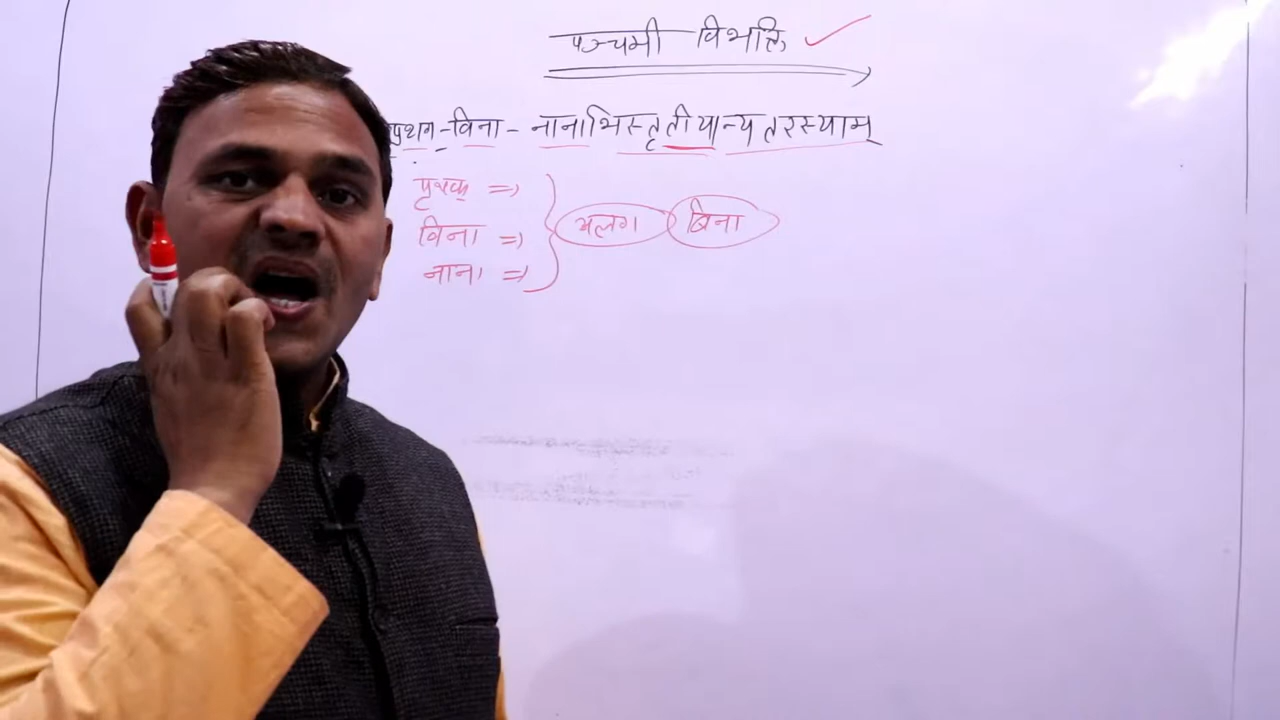 पञ्चमी विभक्ति
पृथग-विना-नानाभिस्तृतीयान्यतरस्याम्
पृथक् =>
विना => अलग बिना
नाना =>